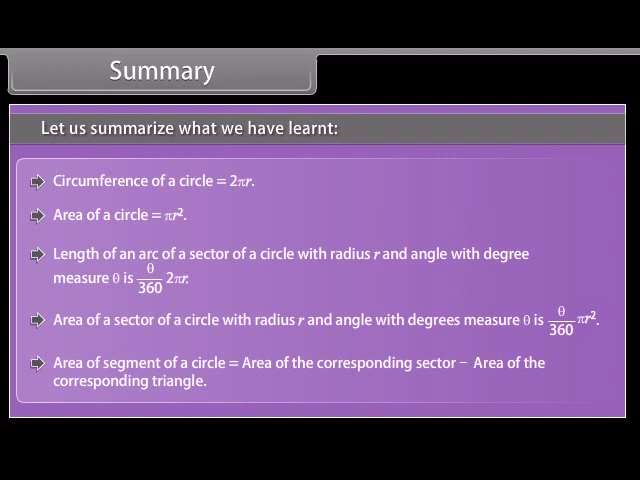 Summary
Let us summarize what we have learnt:
Circumference of a circle = 2πr.
Area of a circle = πr².
Length of an arc of a sector of a circle with radius r and angle with degree
measure θ is θ/360 2πr.
Area of a sector of a circle with radius r and angle with degrees measure θ is θ/360 πr².
Area of segment of a circle = Area of the corresponding sector − Area of the
corresponding triangle.